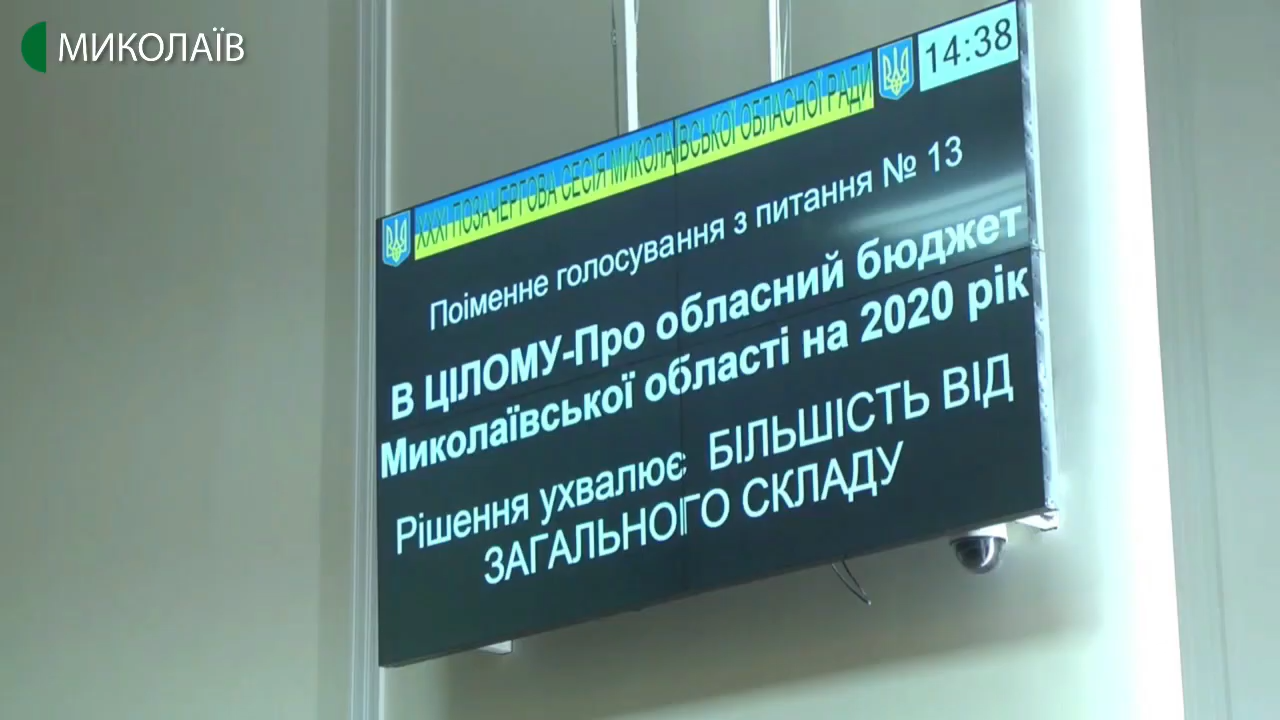 МИКОЛАЇВ
14:38
XXXI ПОЗАЧЕРГОВА СЕСІЯ МИКОЛАЇВСЬКОЇ ОБЛАСНОЇ РАДИ
Поіменне голосування з питання № 13
В ЦІЛОМУ-Про обласний бюджет
Миколаївської області на 2020 рік
Рішення ухвалює БІЛЬШІСТЬ ВІД
ЗАГАЛЬНОГО СКЛАДУ